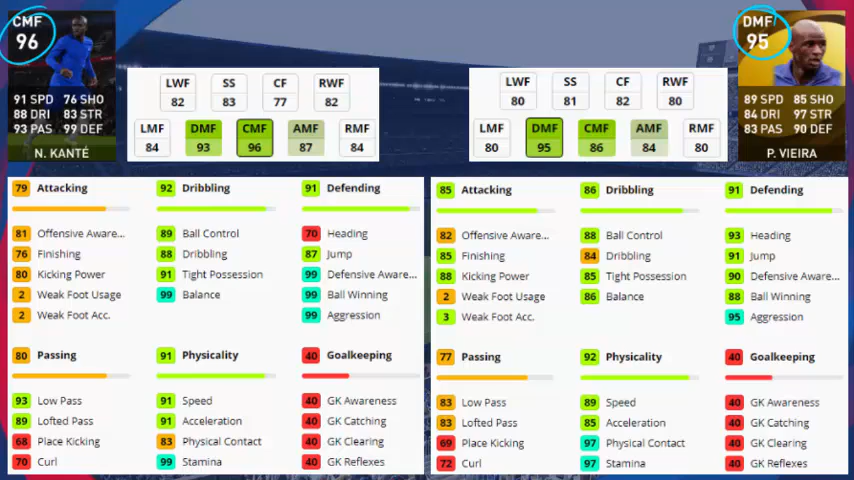 CMF
96
91 SPD 76 SHO
88 DRI 83 STR
93 PAS 99 DEF
N. KANTÉ
LWF SS CF RWF
82 83 77 82
LMF DMF CMF AMF RMF
84 93 96 87 84
79 Attacking
81 Offensive Aware...
76 Finishing
80 Kicking Power
2 Weak Foot Usage
2 Weak Foot Acc.
92 Dribbling
89 Ball Control
88 Dribbling
91 Tight Possession
99 Balance
91 Defending
70 Heading
87 Jump
99 Defensive Aware...
99 Ball Winning
99 Aggression
80 Passing
93 Low Pass
89 Lofted Pass
68 Place Kicking
70 Curl
91 Physicality
91 Speed
91 Acceleration
83 Physical Contact
99 Stamina
40 Goalkeeping
40 GK Awareness
40 GK Catching
40 GK Clearing
40 GK Reflexes
DMF
95
89 SPD 85 SHO
84 DRI 97 STR
83 PAS 90 DEF
P. VIEIRA
LWF SS CF RWF
80 81 82 80
LMF DMF CMF AMF RMF
80 95 86 84 80
85 Attacking
82 Offensive Aware...
85 Finishing
88 Kicking Power
2 Weak Foot Usage
3 Weak Foot Acc.
86 Dribbling
88 Ball Control
84 Dribbling
85 Tight Possession
86 Balance
91 Defending
93 Heading
91 Jump
90 Defensive Aware...
88 Ball Winning
95 Aggression
77 Passing
83 Low Pass
83 Lofted Pass
69 Place Kicking
72 Curl
92 Physicality
89 Speed
85 Acceleration
97 Physical Contact
97 Stamina
40 Goalkeeping
40 GK Awareness
40 GK Catching
40 GK Clearing
40 GK Reflexes